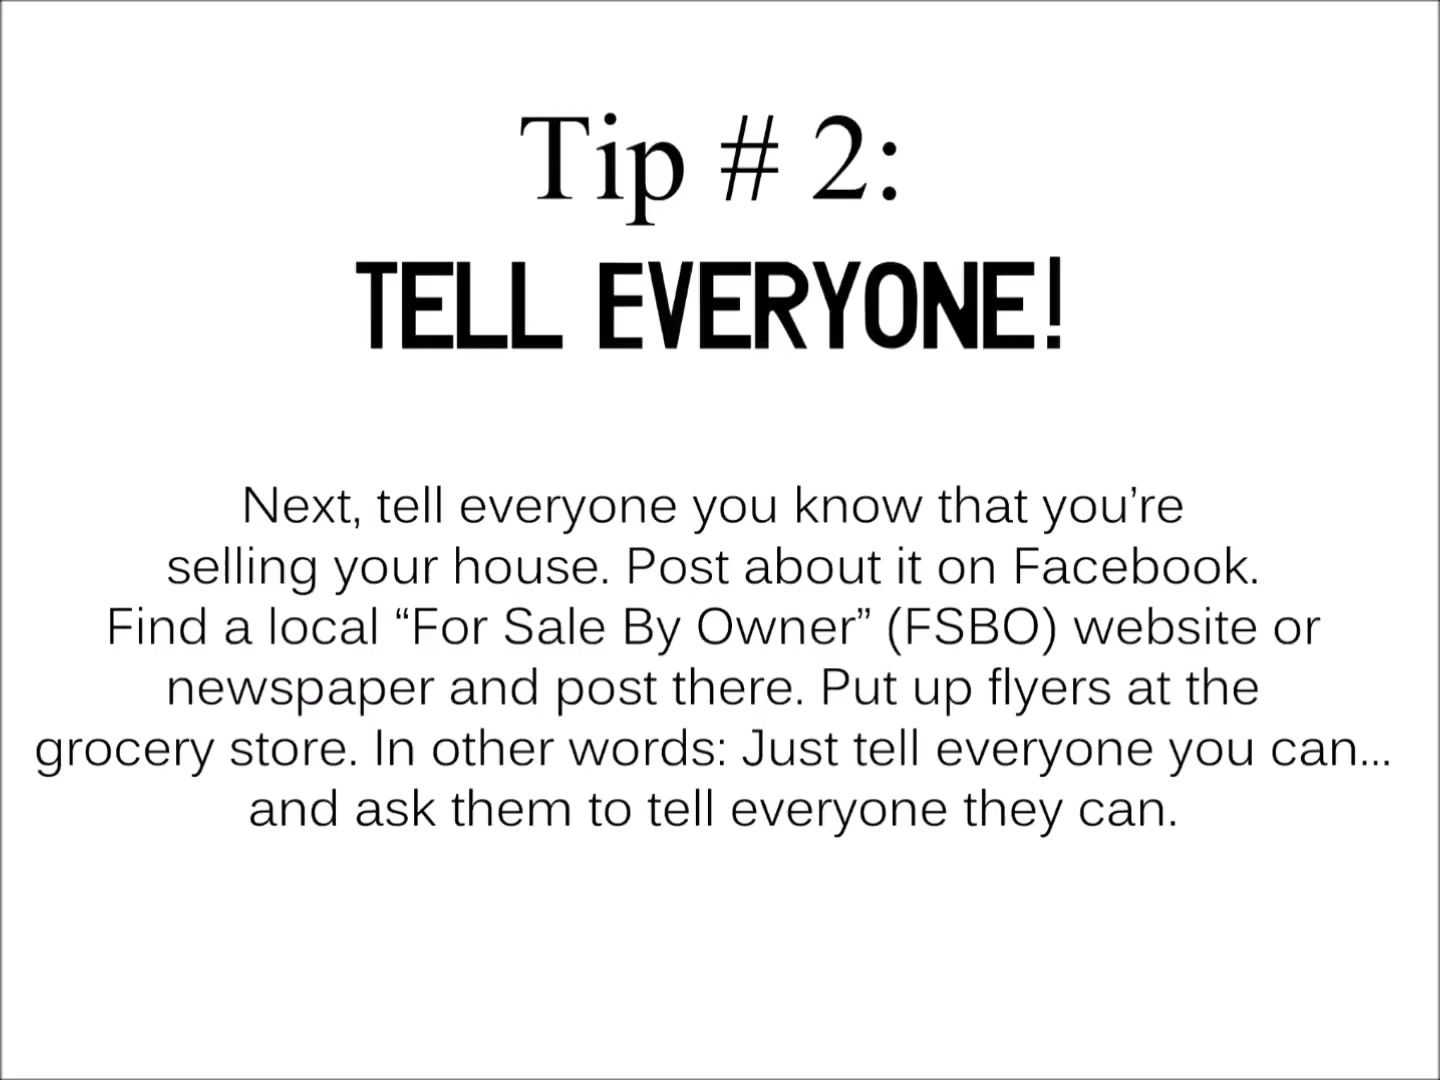 Tip # 2:
TELL EVERYONE!
Next, tell everyone you know that you’re
selling your house. Post about it on Facebook.
Find a local “For Sale By Owner” (FSBO) website or
newspaper and post there. Put up flyers at the
grocery store. In other words: Just tell everyone you can...
and ask them to tell everyone they can.